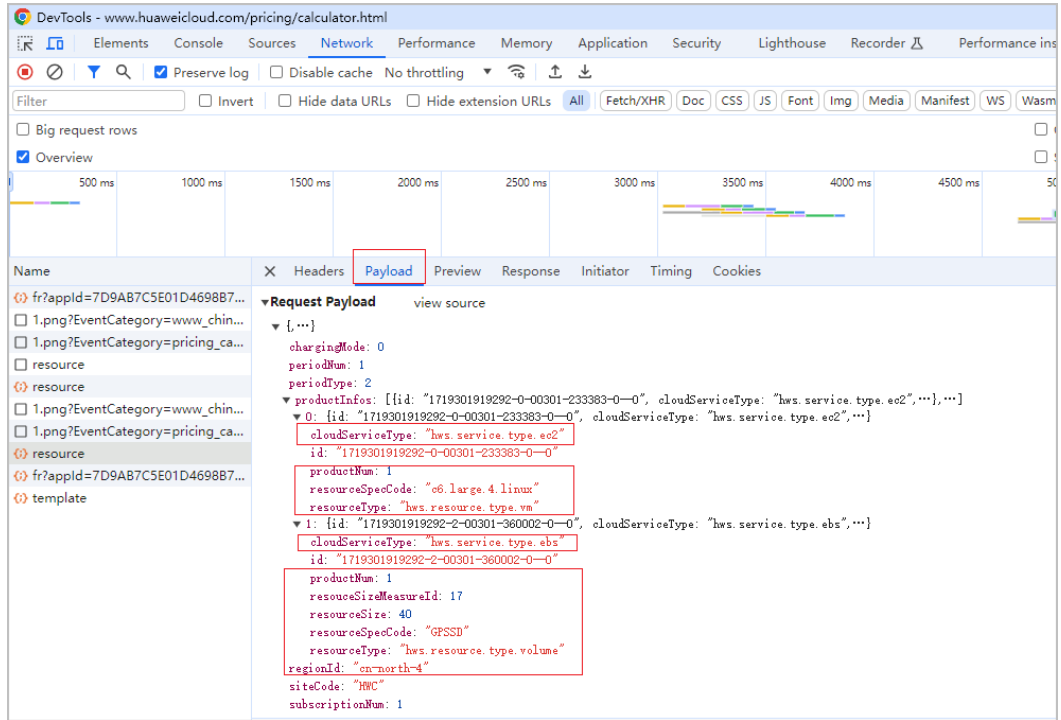 DevTools - www.huaweicloud.com/pricing/calculator.html
Elements Console Sources Network Performance Memory Application Security Lighthouse Recorder Performance ins
Preserve log Disable cache No throttling
Filter Invert Hide data URLs Hide extension URLs All Fetch/XHR Doc CSS JS Font Img Media Manifest WS Wasm
Big request rows
Overview
500 ms 1000 ms 1500 ms 2000 ms 2500 ms 3000 ms 3500 ms 4000 ms 4500 ms 50
Name
× Headers Payload Preview Response Initiator Timing Cookies
fr?appId=7D9AB7C5E01D4698B7...
1.png?EventCategory=www_chin...
1.png?EventCategory=pricing_ca...
resource
resource
1.png?EventCategory=www_chin...
1.png?EventCategory=pricing_ca...
resource
fr?appId=7D9AB7C5E01D4698B7...
template
▼Request Payload view source
▼ {,…}
chargingMode: 0
periodNum: 1
periodType: 2
▼ productInfos: [{id: "1719301919292-0-00301-233383-0--0", cloudServiceType: "hws.service.type.ec2",…},…]
▼ 0: {id: "1719301919292-0-00301-233383-0--0", cloudServiceType: "hws.service.type.ec2",…}
cloudServiceType: "hws.service.type.ec2"
id: "1719301919292-0-00301-233383-0--0"
productNum: 1
resourceSpecCode: "c6.large.4.linux"
resourceType: "hws.resource.type.vm"
▼ 1: {id: "1719301919292-2-00301-360002-0--0", cloudServiceType: "hws.service.type.ebs",…}
cloudServiceType: "hws.service.type.ebs"
id: "1719301919292-2-00301-360002-0--0"
productNum: 1
resouceSizeMeasureId: 17
resourceSize: 40
resourceSpecCode: "GPSSD"
resourceType: "hws.resource.type.volume"
regionId: "cn-north-4"
siteCode: "HWC"
subscriptionNum: 1